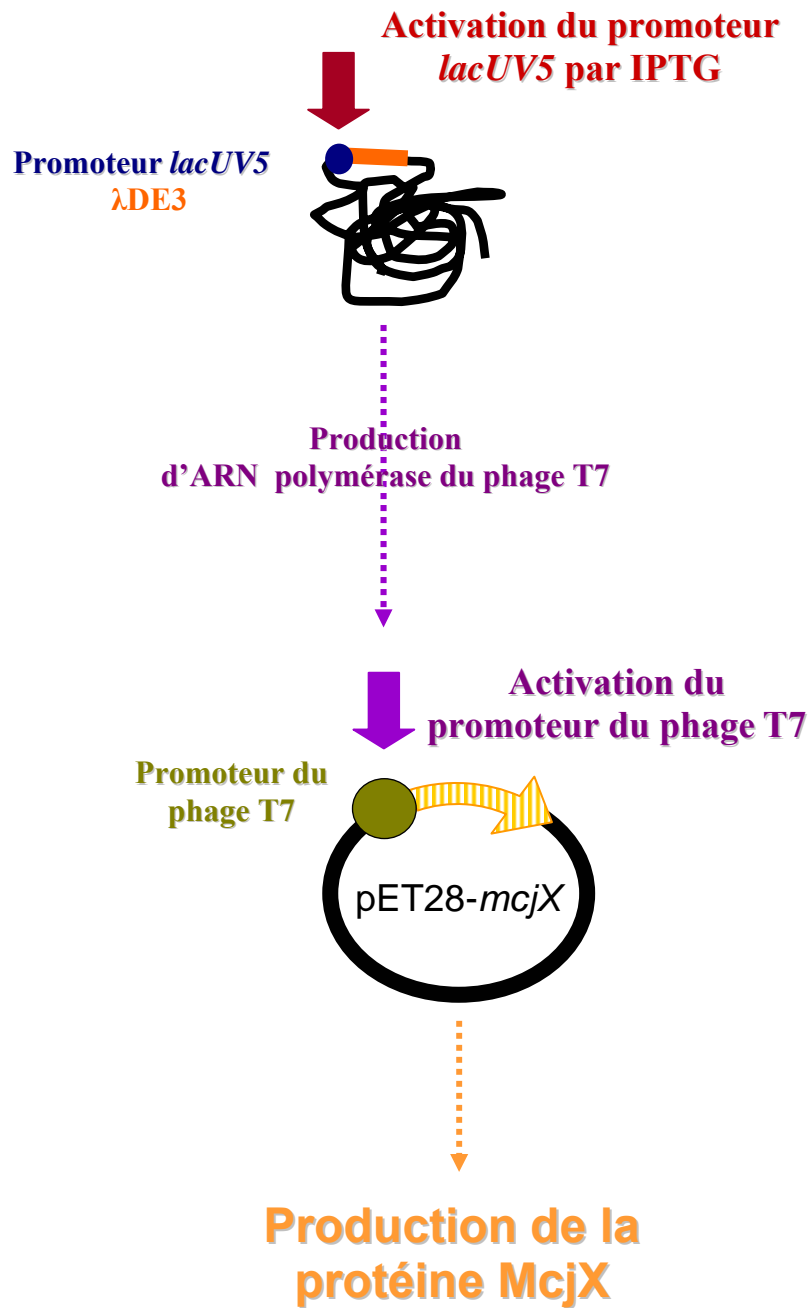 Activation du promoteur
lacUV5 par IPTG
Promoteur lacUV5
λDE3
Production
d’ARN polymérase du phage T7
Activation du
promoteur du phage T7
Promoteur du
phage T7
pET28-mcjX
Production de la
protéine McjX